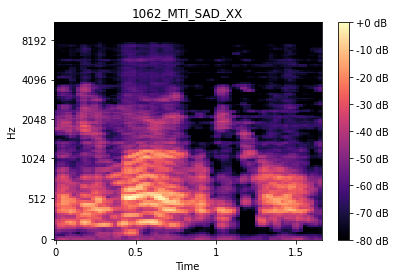 1062_MTI_SAD_XX
+0 dB
8192
-10 dB
4096
-20 dB
-30 dB
2048
Hz
-40 dB
1024
-50 dB
512
-60 dB
-70 dB
0
-80 dB
0
0.5
1
1.5
Time